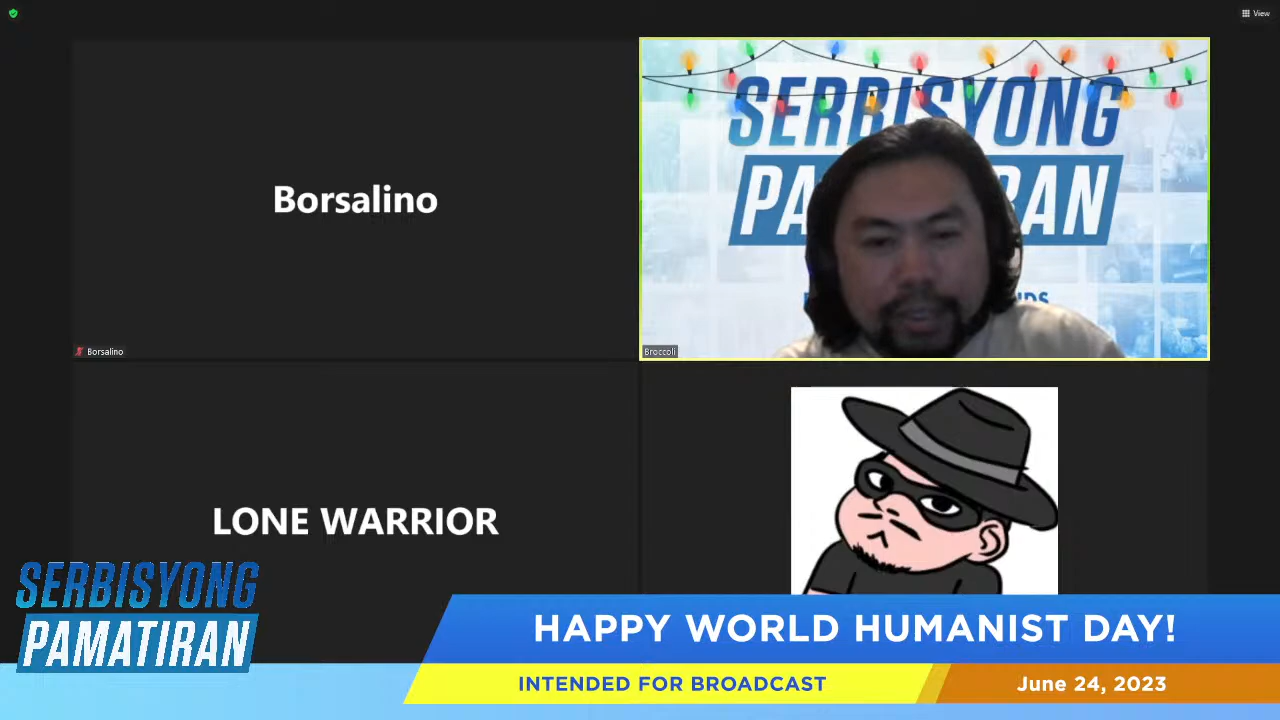 View
Borsalino
SERBISYONG
PAMATIRAN
Borsalino
Broccoli
LONE WARRIOR
SERBISYONG
PAMATIRAN
HAPPY WORLD HUMANIST DAY!
INTENDED FOR BROADCAST
June 24, 2023